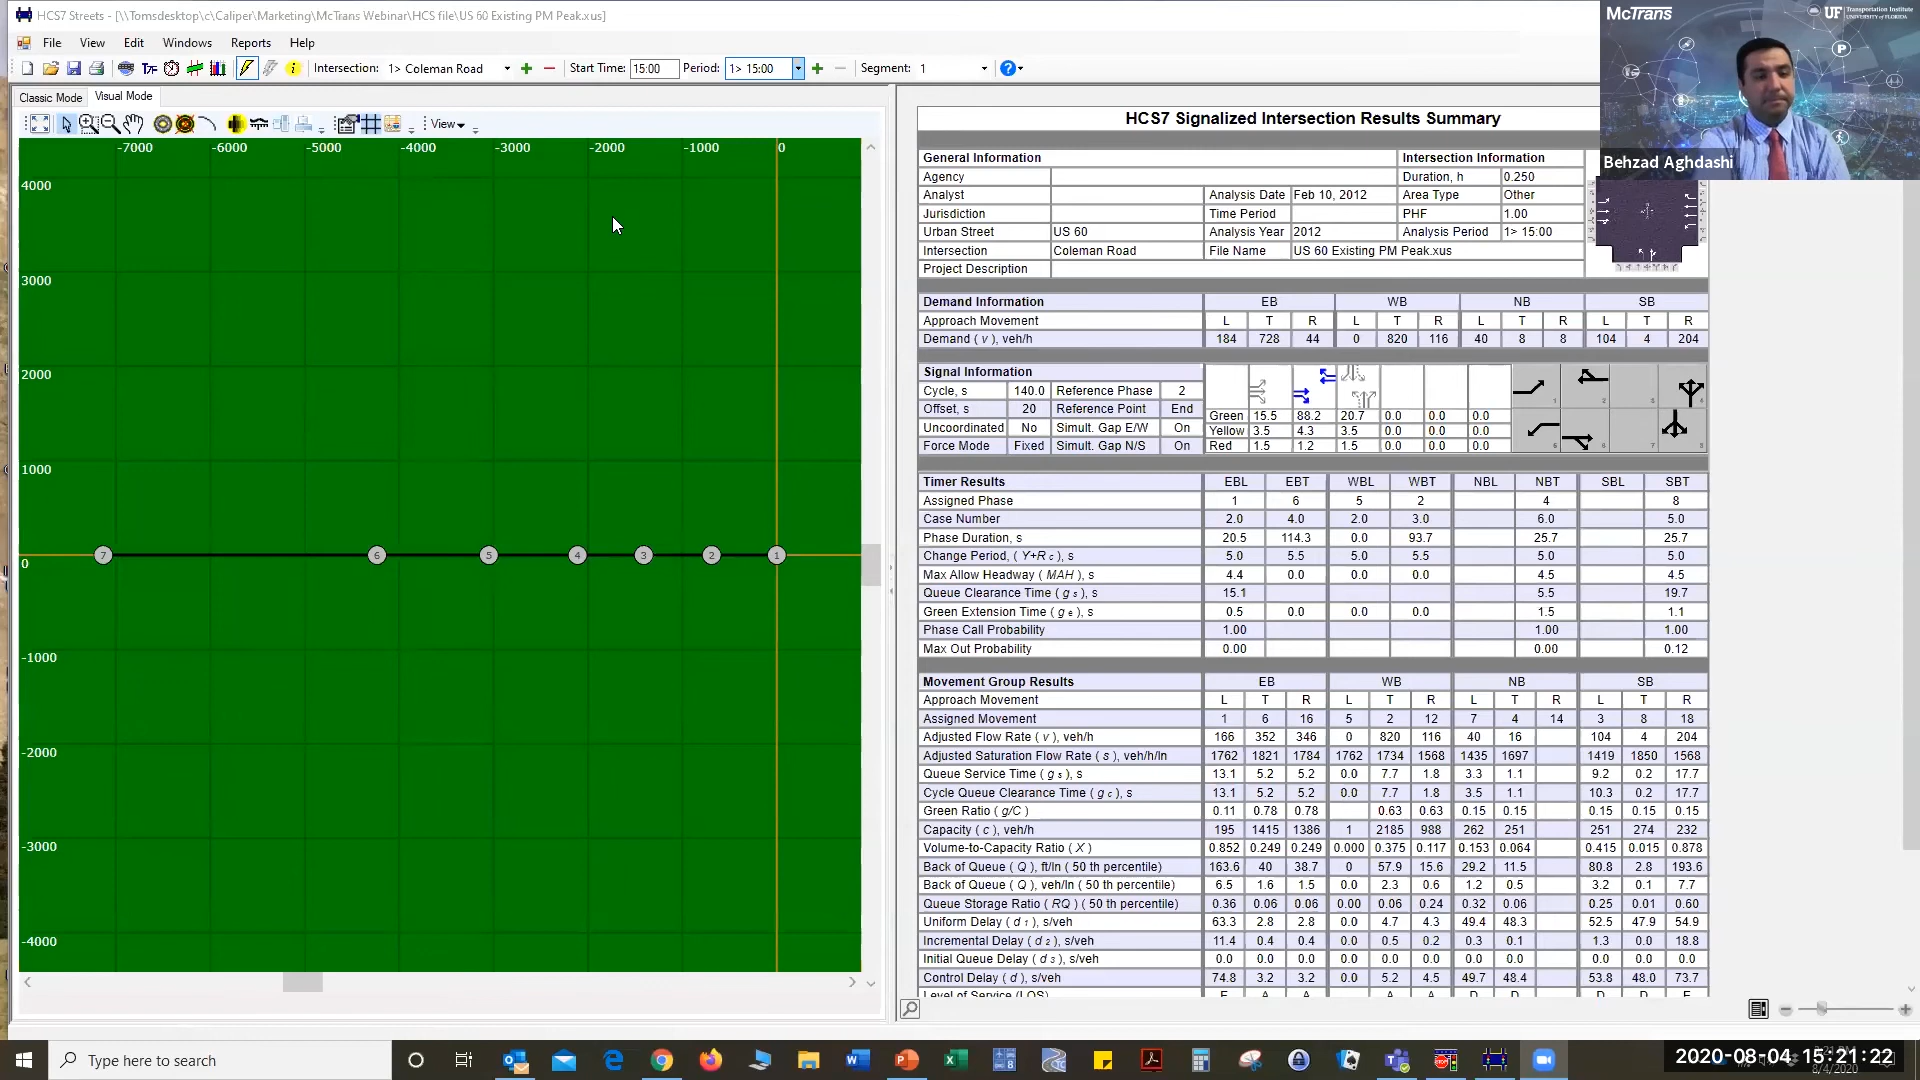 HCS7 Streets - [\\Tomsdesktop\c\Caliper\Marketing\McTrans Webinar\HCS file\US 60 Existing PM Peak.xus]
File View Edit Windows Reports Help
Intersection: 1> Coleman Road Start Time: 15:00 Period: 1> 15:00 Segment: 1
Classic Mode Visual Mode
View
-7000 -6000 -5000 -4000 -3000 -2000 -1000 0
4000
3000
2000
1000
0
-1000
-2000
-3000
-4000
7 6 5 4 3 2 1
HCS7 Signalized Intersection Results Summary
General Information Intersection Information
Agency Duration, h 0.250
Analyst Analysis Date Feb 10, 2012 Area Type Other
Jurisdiction Time Period PHF 1.00
Urban Street US 60 Analysis Year 2012 Analysis Period 1> 15:00
Intersection Coleman Road File Name US 60 Existing PM Peak.xus
Project Description
Demand Information EB WB NB SB
Approach Movement L T R L T R L T R L T R
Demand ( v ), veh/h 184 728 44 0 820 116 40 8 8 104 4 204
Signal Information
Cycle, s 140.0 Reference Phase 2
Offset, s 20 Reference Point End
Uncoordinated No Simult. Gap E/W On
Force Mode Fixed Simult. Gap N/S On
Green 15.5 88.2 20.7 0.0 0.0 0.0
Yellow 3.5 4.3 3.5 0.0 0.0 0.0
Red 1.5 1.2 1.5 0.0 0.0 0.0
Timer Results EBL EBT WBL WBT NBL NBT SBL SBT
Assigned Phase 1 6 5 2 4 8
Case Number 2.0 4.0 2.0 3.0 6.0 5.0
Phase Duration, s 20.5 114.3 0.0 93.7 25.7 25.7
Change Period, ( Y+R c ), s 5.0 5.5 5.0 5.5 5.0 5.0
Max Allow Headway ( MAH ), s 4.4 0.0 0.0 0.0 4.5 4.5
Queue Clearance Time ( g s ), s 15.1 5.5 19.7
Green Extension Time ( g e ), s 0.5 0.0 0.0 0.0 1.5 1.1
Phase Call Probability 1.00 1.00 1.00
Max Out Probability 0.00 0.00 0.12
Movement Group Results EB WB NB SB
Approach Movement L T R L T R L T R L T R
Assigned Movement 1 6 16 5 2 12 7 4 14 3 8 18
Adjusted Flow Rate ( v ), veh/h 166 352 346 0 820 116 40 16 104 4 204
Adjusted Saturation Flow Rate ( s ), veh/h/ln 1762 1821 1784 1762 1734 1568 1435 1697 1419 1850 1568
Queue Service Time ( g s ), s 13.1 5.2 5.2 0.0 7.7 1.8 3.3 1.1 9.2 0.2 17.7
Cycle Queue Clearance Time ( g c ), s 13.1 5.2 5.2 0.0 7.7 1.8 3.5 1.1 10.3 0.2 17.7
Green Ratio ( g/C ) 0.11 0.78 0.78 0.63 0.63 0.15 0.15 0.15 0.15 0.15
Capacity ( c ), veh/h 195 1415 1386 1 2185 988 262 251 251 274 232
Volume-to-Capacity Ratio ( X ) 0.852 0.249 0.249 0.000 0.375 0.117 0.153 0.064 0.415 0.015 0.878
Back of Queue ( Q ), ft/ln ( 50 th percentile) 163.6 40 38.7 0 57.9 15.6 29.2 11.5 80.8 2.8 193.6
Back of Queue ( Q ), veh/ln ( 50 th percentile) 6.5 1.6 1.5 0.0 2.3 0.6 1.2 0.5 3.2 0.1 7.7
Queue Storage Ratio ( RQ ) ( 50 th percentile) 0.36 0.06 0.06 0.00 0.06 0.24 0.32 0.06 0.25 0.01 0.60
Uniform Delay ( d 1 ), s/veh 63.3 2.8 2.8 0.0 4.7 4.3 49.4 48.3 52.5 47.9 54.9
Incremental Delay ( d 2 ), s/veh 11.4 0.4 0.4 0.0 0.5 0.2 0.3 0.1 1.3 0.0 18.8
Initial Queue Delay ( d 3 ), s/veh 0.0 0.0 0.0 0.0 0.0 0.0 0.0 0.0 0.0 0.0 0.0
Control Delay ( d ), s/veh 74.8 3.2 3.2 0.0 5.2 4.5 49.7 48.4 53.8 48.0 73.7
Level of Service (LOS)
McTrans
UF Transportation Institute
UNIVERSITY of FLORIDA
P
Behzad Aghdashi
Type here to search
2020-08-04 15:21:22
8/4/2020